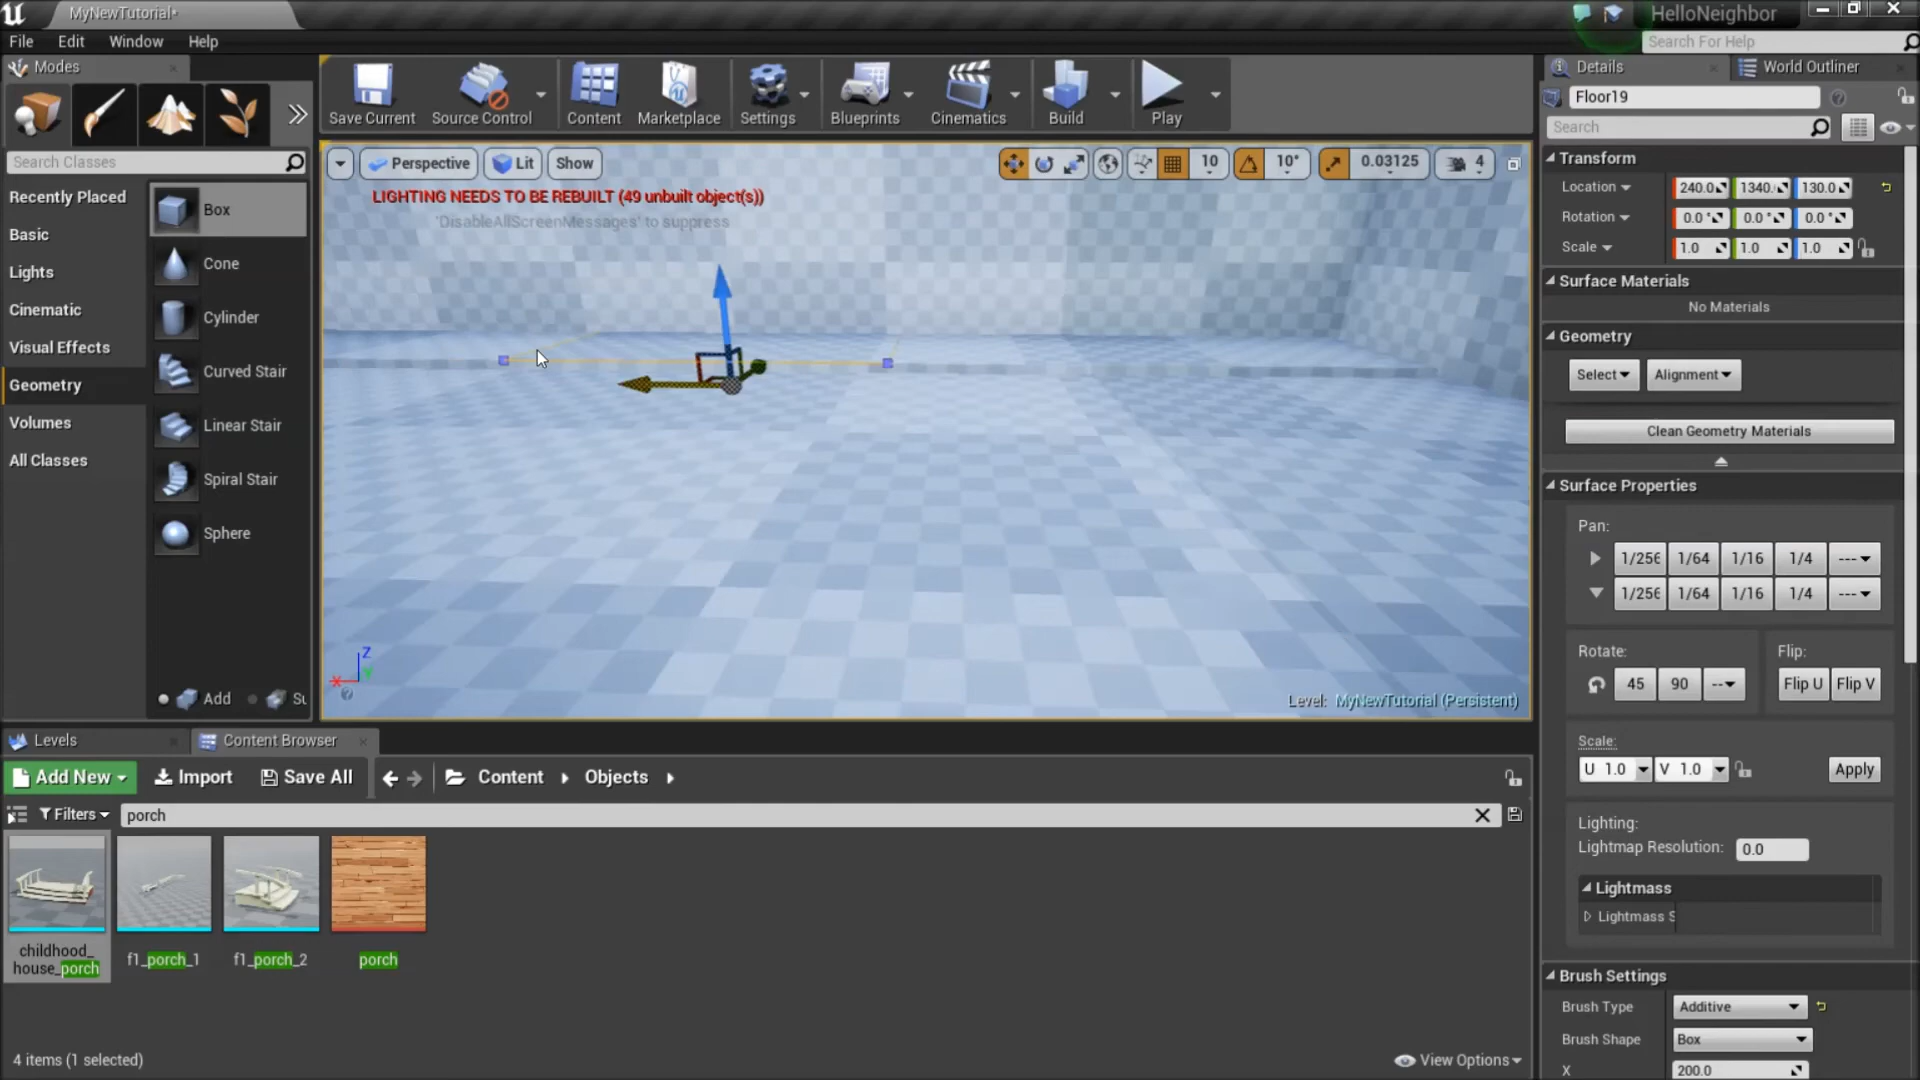 MyNewTutorial*
HelloNeighbor
File Edit Window Help
Search For Help
Modes
Save Current
Source Control
Content
Marketplace
Settings
Blueprints
Cinematics
Build
Play
Details
World Outliner
Floor19
Search Classes
Recently Placed
Basic
Lights
Cinematic
Visual Effects
Geometry
Volumes
All Classes
Box
Cone
Cylinder
Curved Stair
Linear Stair
Spiral Stair
Sphere
Add
Su
Perspective Lit Show
10 10° 0.03125 4
LIGHTING NEEDS TO BE REBUILT (49 unbuilt object(s))
'DisableAllScreenMessages' to suppress
Z
X
Level: MyNewTutorial (Persistent)
Search
Transform
Location 240.0 1340. 130.0
Rotation 0.0 ° 0.0 ° 0.0 °
Scale 1.0 1.0 1.0
Surface Materials
No Materials
Geometry
Select Alignment
Clean Geometry Materials
Surface Properties
Pan:
1/256 1/64 1/16 1/4 ---
1/256 1/64 1/16 1/4 ---
Rotate: Flip:
45 90 -- Flip U Flip V
Scale:
U 1.0 V 1.0 Apply
Lighting:
Lightmap Resolution: 0.0
Lightmass
Lightmass S
Brush Settings
Brush Type Additive
Brush Shape Box
X 200.0
Levels
Content Browser
Add New Import Save All Content Objects
Filters porch
childhood_
house_porch
f1_porch_1
f1_porch_2
porch
4 items (1 selected)
View Options